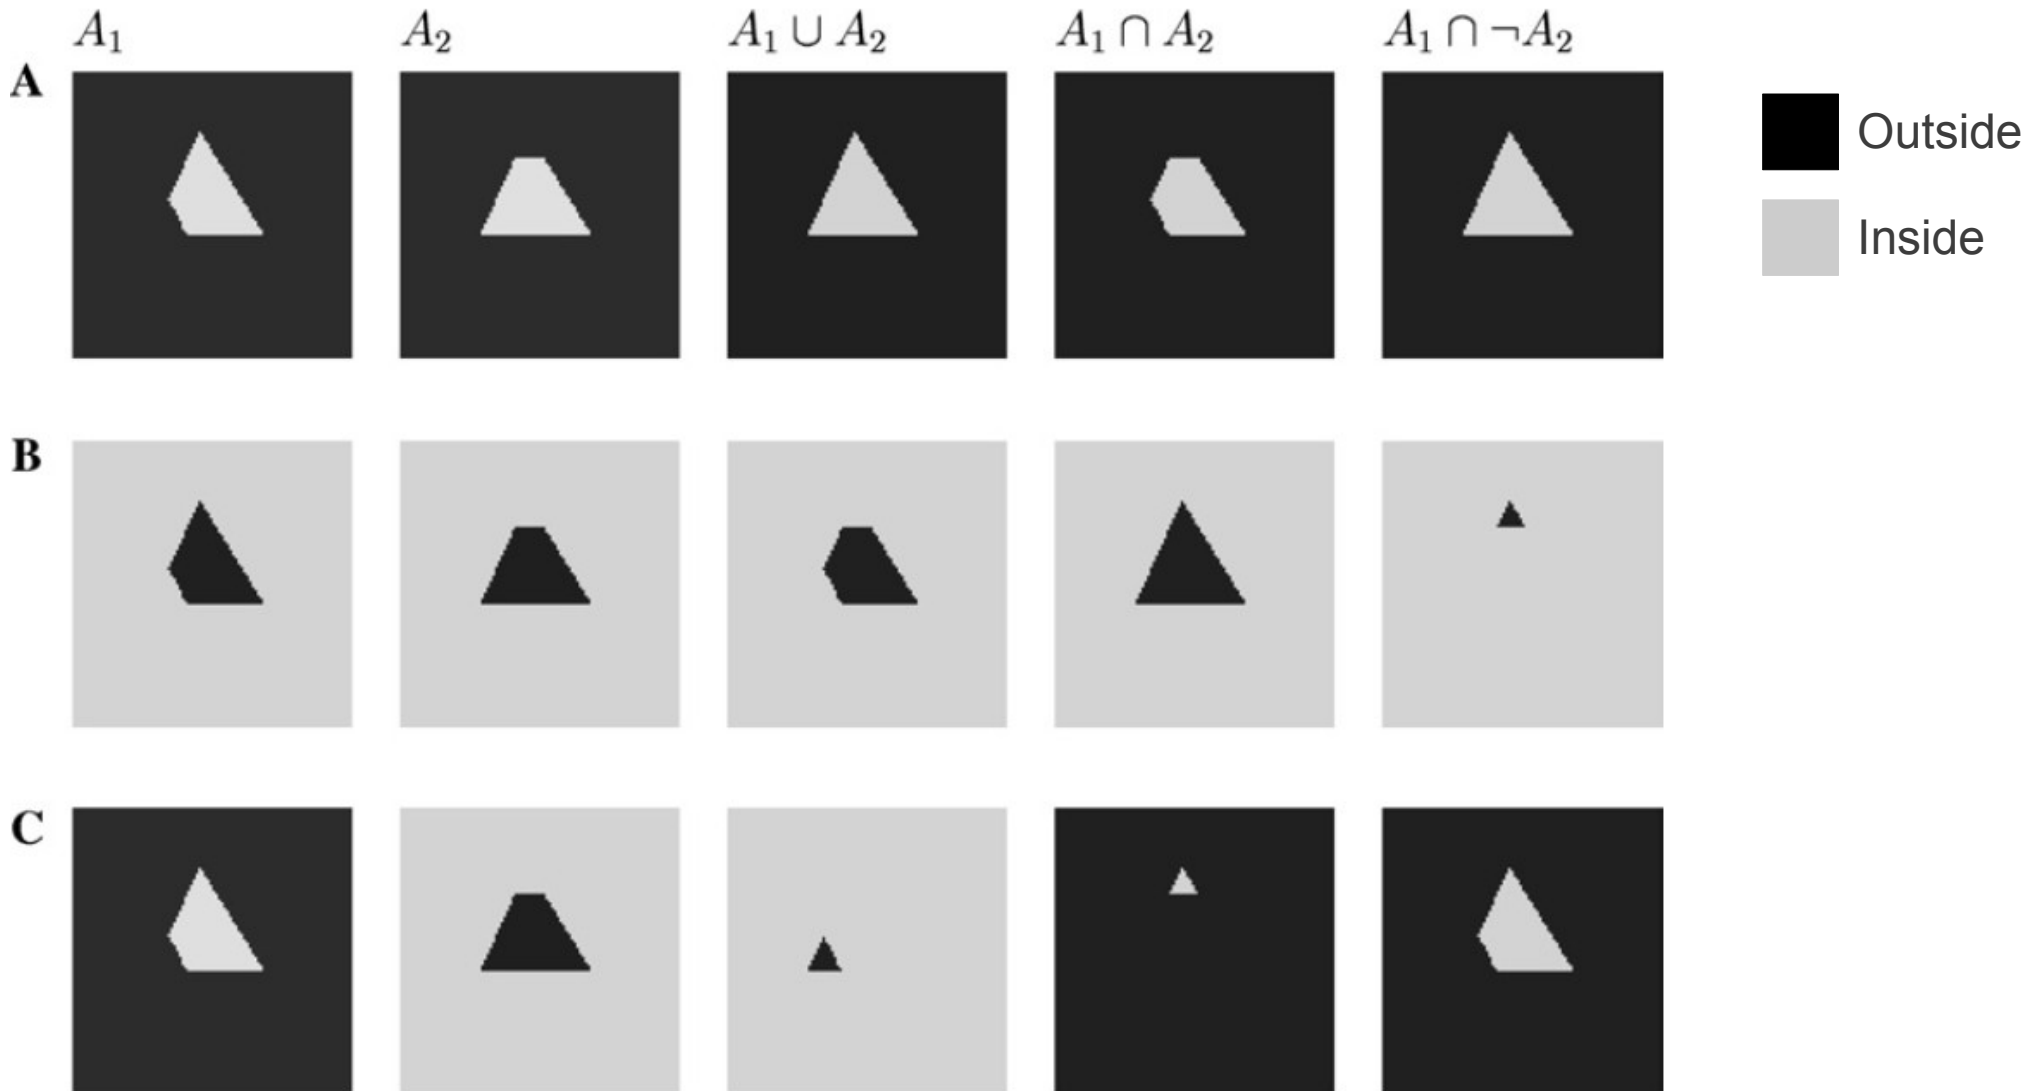 A₁ A₂ A₁ ∪ A₂ A₁ ∩ A₂ A₁ ∩ ¬A₂
A
Outside
Inside
B
C